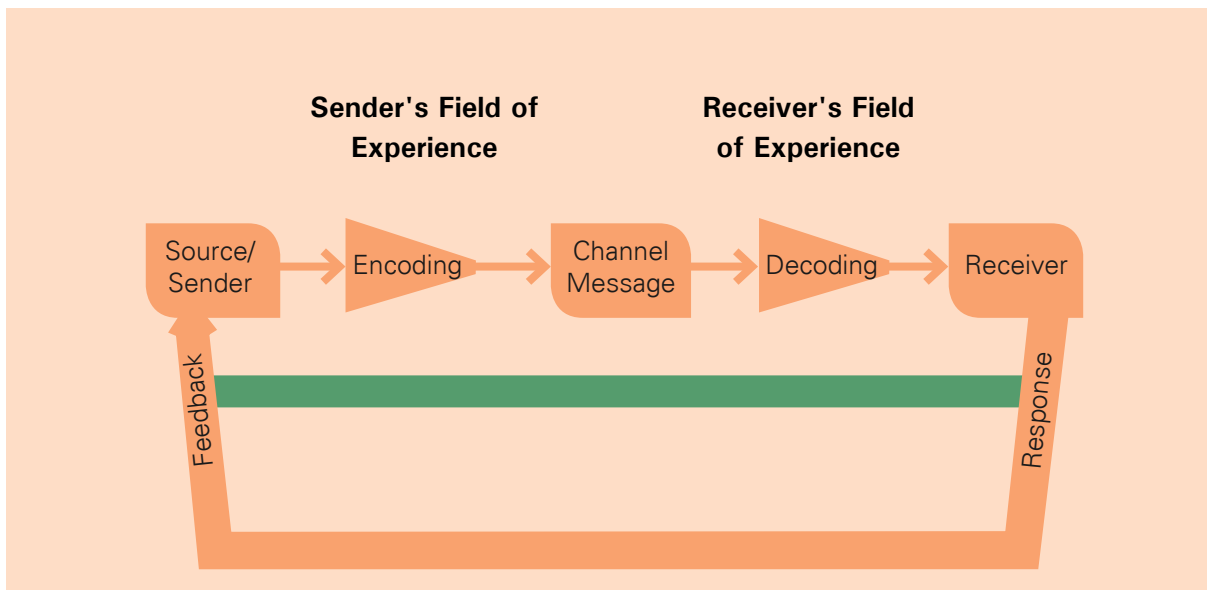 Sender's Field of
Experience
Receiver's Field
of Experience
Source/
Sender
Encoding
Channel
Message
Decoding
Receiver
Feedback
Response